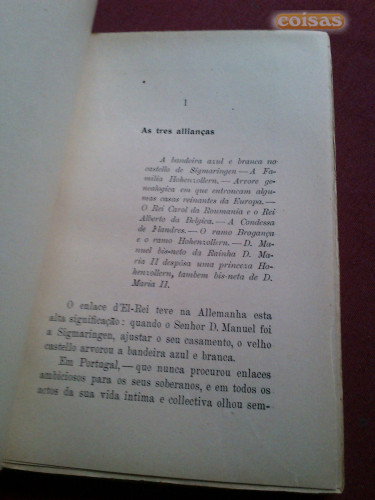 coisas
I
As tres allianças
A bandeira azul e branca no
castello de Sigmaringen — A Fa-
milia Hohenzollern. — Arvore ge-
nealogica em que entroncam algu-
mas casas reinantes da Europa. —
O Rei Carol da Roumania e o Rei
Alberto da Belgica. — A Condessa
de Flandres. — O ramo Bragança
e o ramo Hohenzollern. — D. Ma-
nuel bis-neto da Rainha D. Ma-
ria II despósa uma princeza Ho-
henzollern, tambem bis-neta de D.
Maria II.
O enlace d'El-Rei teve na Allemanha esta
alta significação: quando o Senhor D. Manuel foi
a Sigmaringen, ajustar o seu casamento, o velho
castello arvorou a bandeira azul e branca.
Em Portugal, — que nunca procurou enlaces
ambiciosos para os seus soberanos, e em todos os
actos da sua vida íntima e collectiva olhou sem-